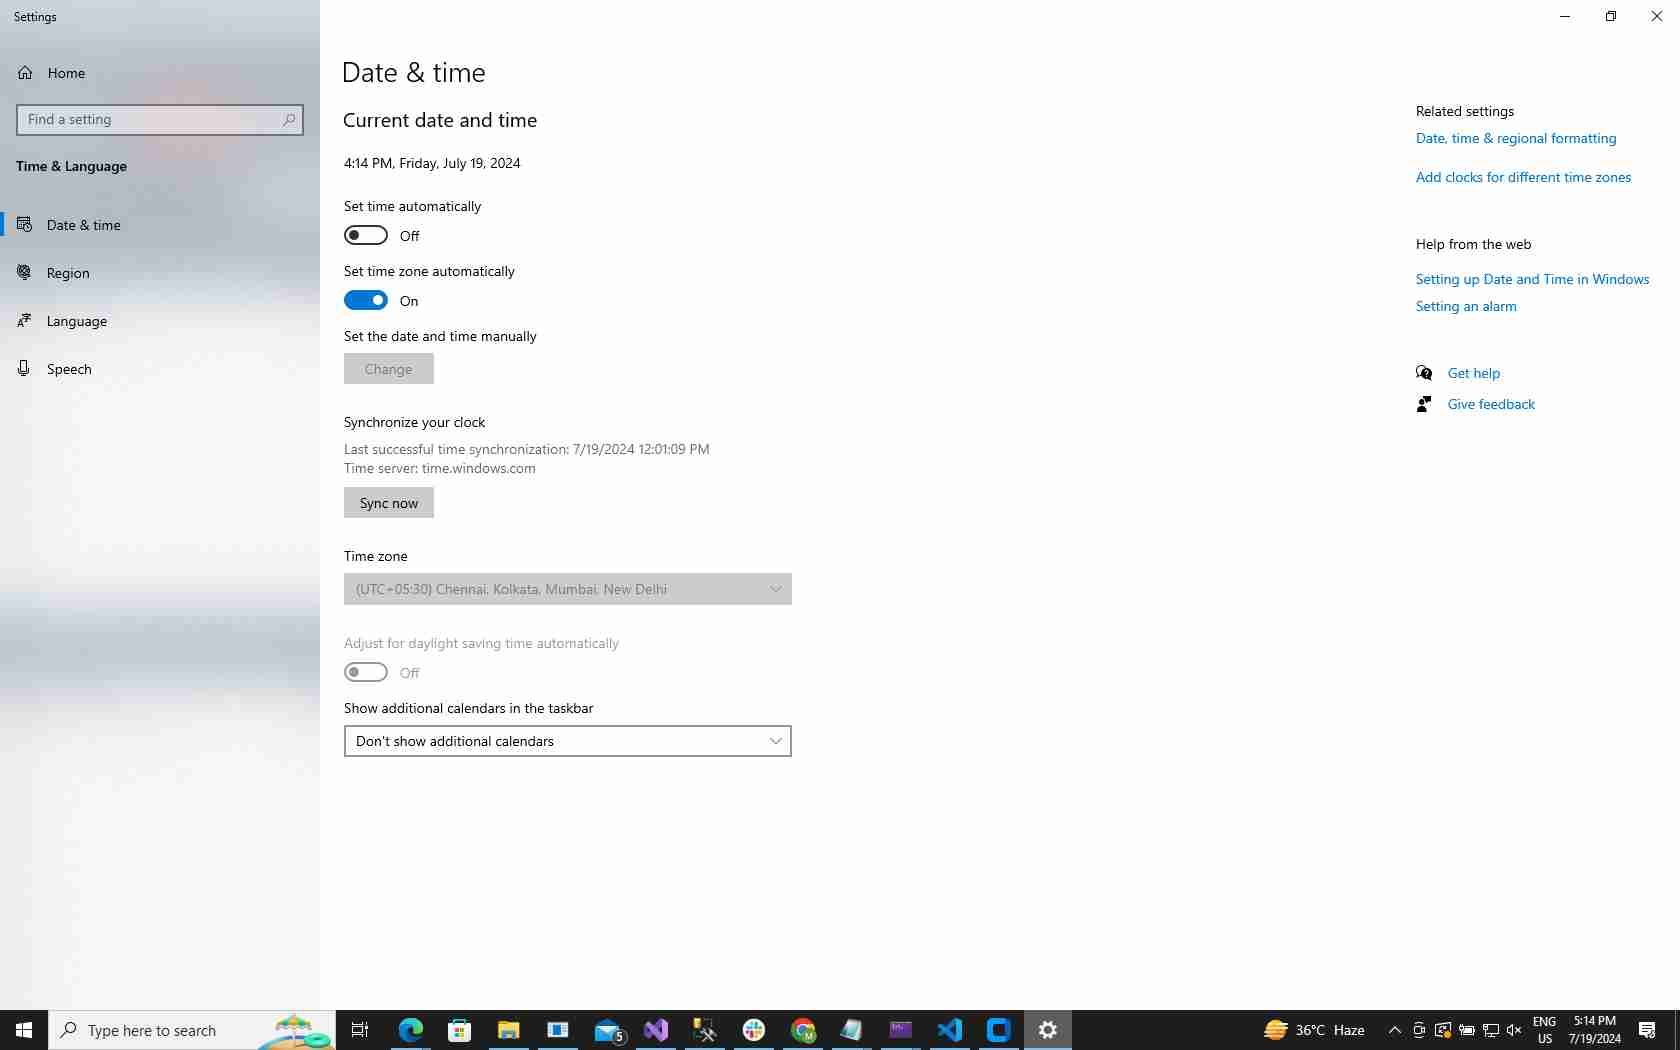 Settings
Home
Find a setting
Time & Language
Date & time
Region
Language
Speech
Date & time
Current date and time
4:14 PM, Friday, July 19, 2024
Set time automatically
Off
Set time zone automatically
On
Set the date and time manually
Change
Synchronize your clock
Last successful time synchronization: 7/19/2024 12:01:09 PM
Time server: time.windows.com
Sync now
Time zone
(UTC+05:30) Chennai, Kolkata, Mumbai, New Delhi
Adjust for daylight saving time automatically
Off
Show additional calendars in the taskbar
Don't show additional calendars
Related settings
Date, time & regional formatting
Add clocks for different time zones
Help from the web
Setting up Date and Time in Windows
Setting an alarm
Get help
Give feedback
Type here to search
5
M
36°C Haze
ENG
US
5:14 PM
7/19/2024